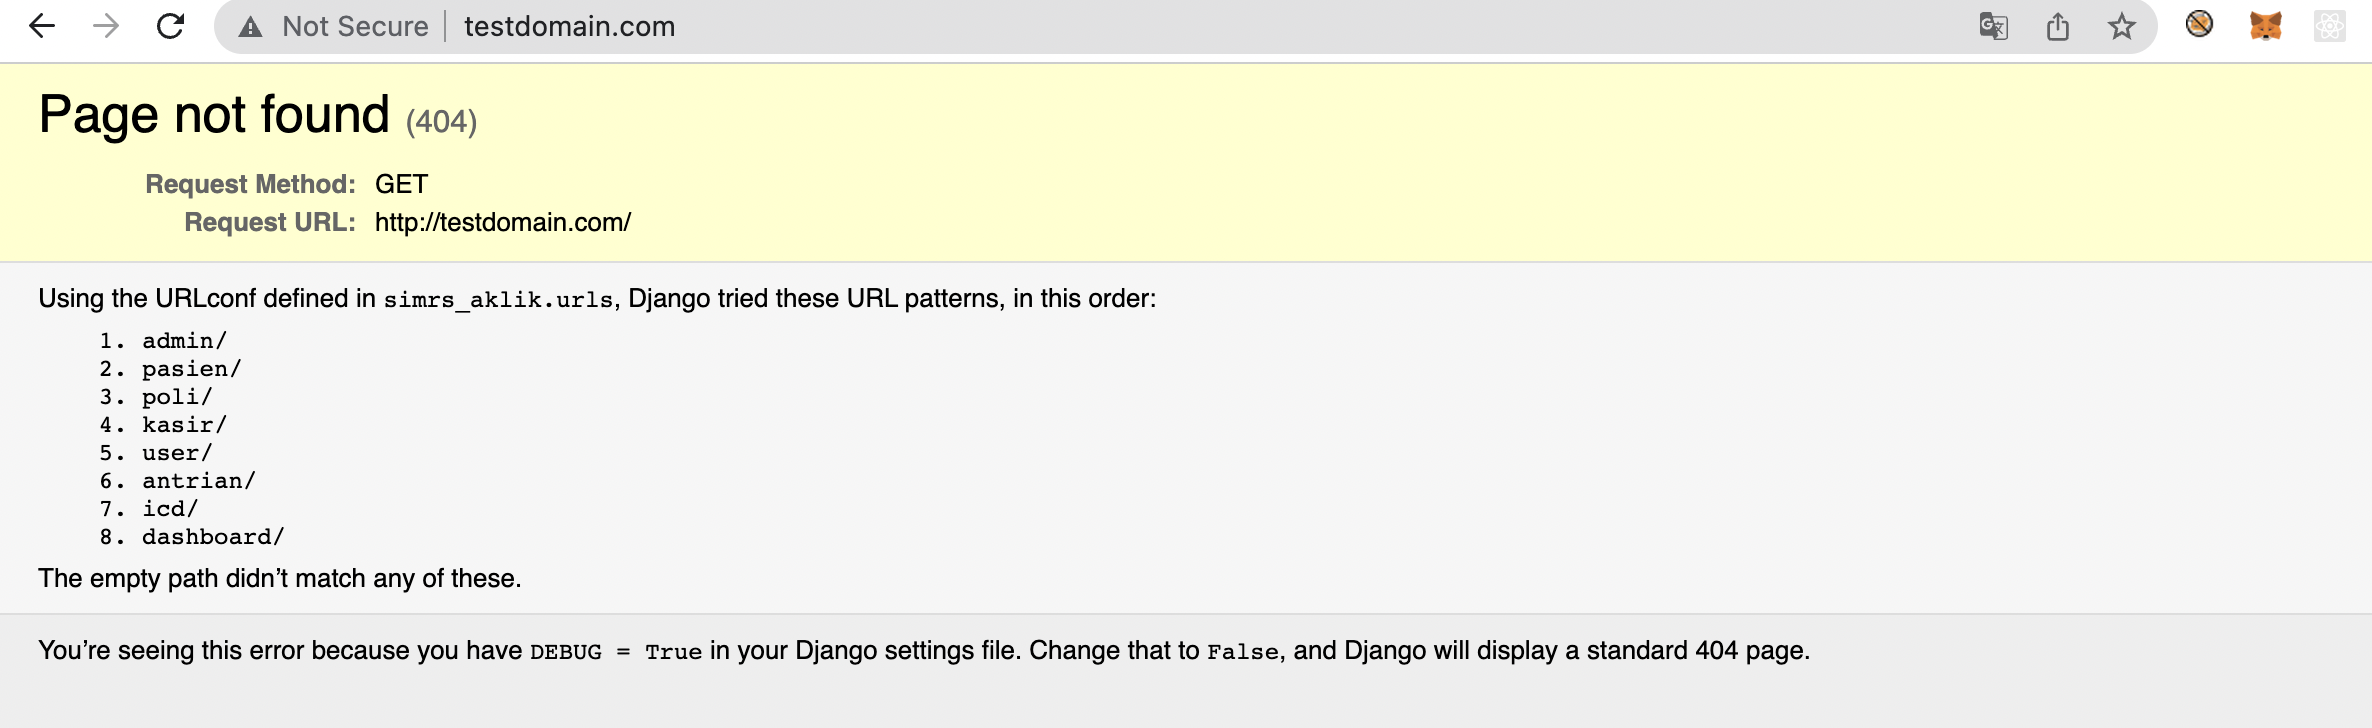 Not Secure testdomain.com
Page not found (404)
Request Method: GET
Request URL: http://testdomain.com/
Using the URLconf defined in simrs_aklik.urls, Django tried these URL patterns, in this order:
1. admin/
2. pasien/
3. poli/
4. kasir/
5. user/
6. antrian/
7. icd/
8. dashboard/
The empty path didn’t match any of these.
You’re seeing this error because you have DEBUG = True in your Django settings file. Change that to False, and Django will display a standard 404 page.